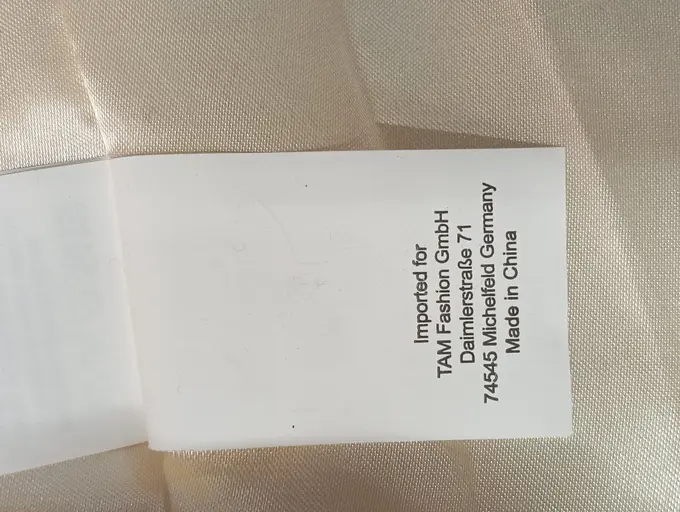 Imported for
TAM Fashion GmbH
Daimlerstraße 71
74545 Michelfeld Germany
Made in China